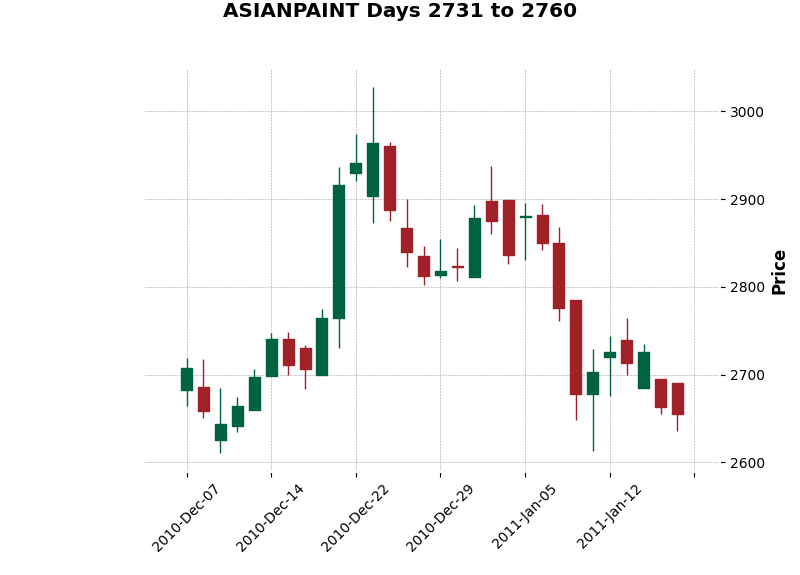 ASIANPAINT Days 2731 to 2760
3000
2900
2800
2700
2600
Price
2010-Dec-07
2010-Dec-14
2010-Dec-22
2010-Dec-29
2011-Jan-05
2011-Jan-12